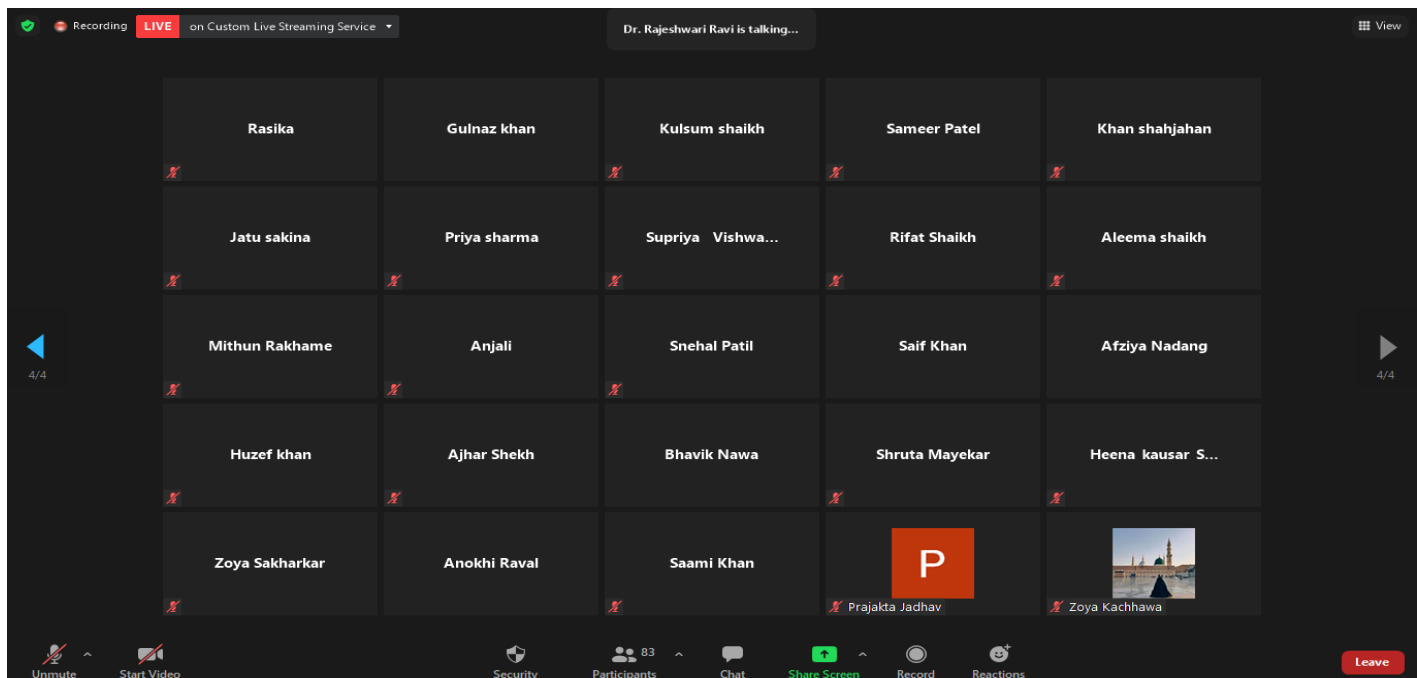 Recording LIVE on Custom Live Streaming Service
Dr. Rajeshwari Ravi is talking...
View
Rasika
Gulnaz khan
Kulsum shaikh
Sameer Patel
Khan shahjahan
Jatu sakina
Priya sharma
Supriya Vishwa...
Rifat Shaikh
Aleema shaikh
Mithun Rakhame
Anjali
Snehal Patil
Saif Khan
Afziya Nadang
4/4
4/4
Huzef khan
Ajhar Shekh
Bhavik Nawa
Shruta Mayekar
Heena kausar S...
Zoya Sakharkar
Anokhi Raval
Saami Khan
P
Prajakta Jadhav
Zoya Kachhawa
Unmute
Start Video
Security
83
Participants
Chat
Share Screen
Record
Reactions
Leave